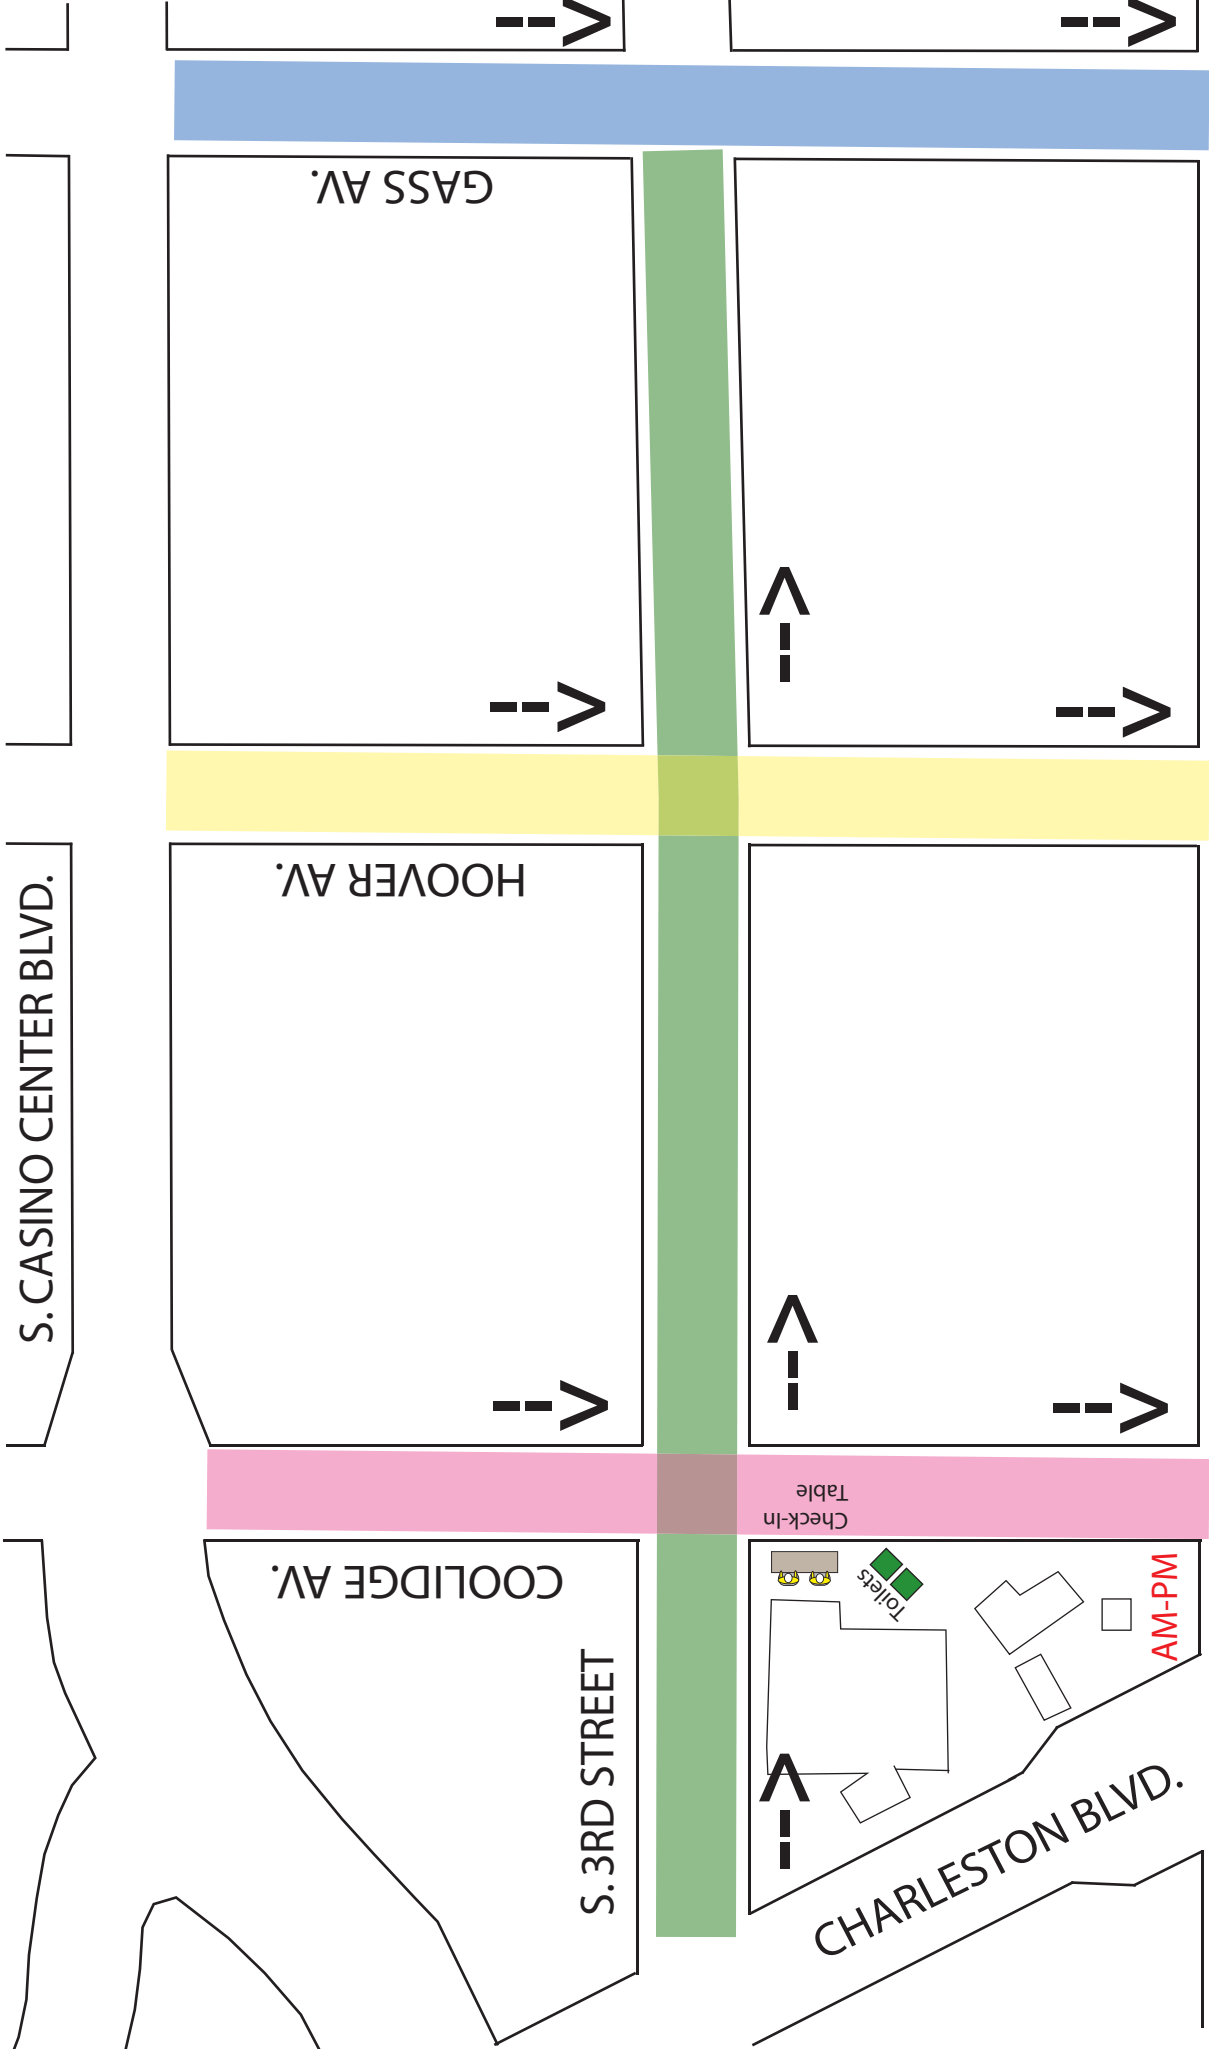 -->
-->
GASS AV.
-->
-->
-->
HOOVER AV.
S. CASINO CENTER BLVD.
-->
-->
-->
Check-In
Table
COOLIDGE AV.
Toilets
AM-PM
S. 3RD STREET
-->
CHARLESTON BLVD.